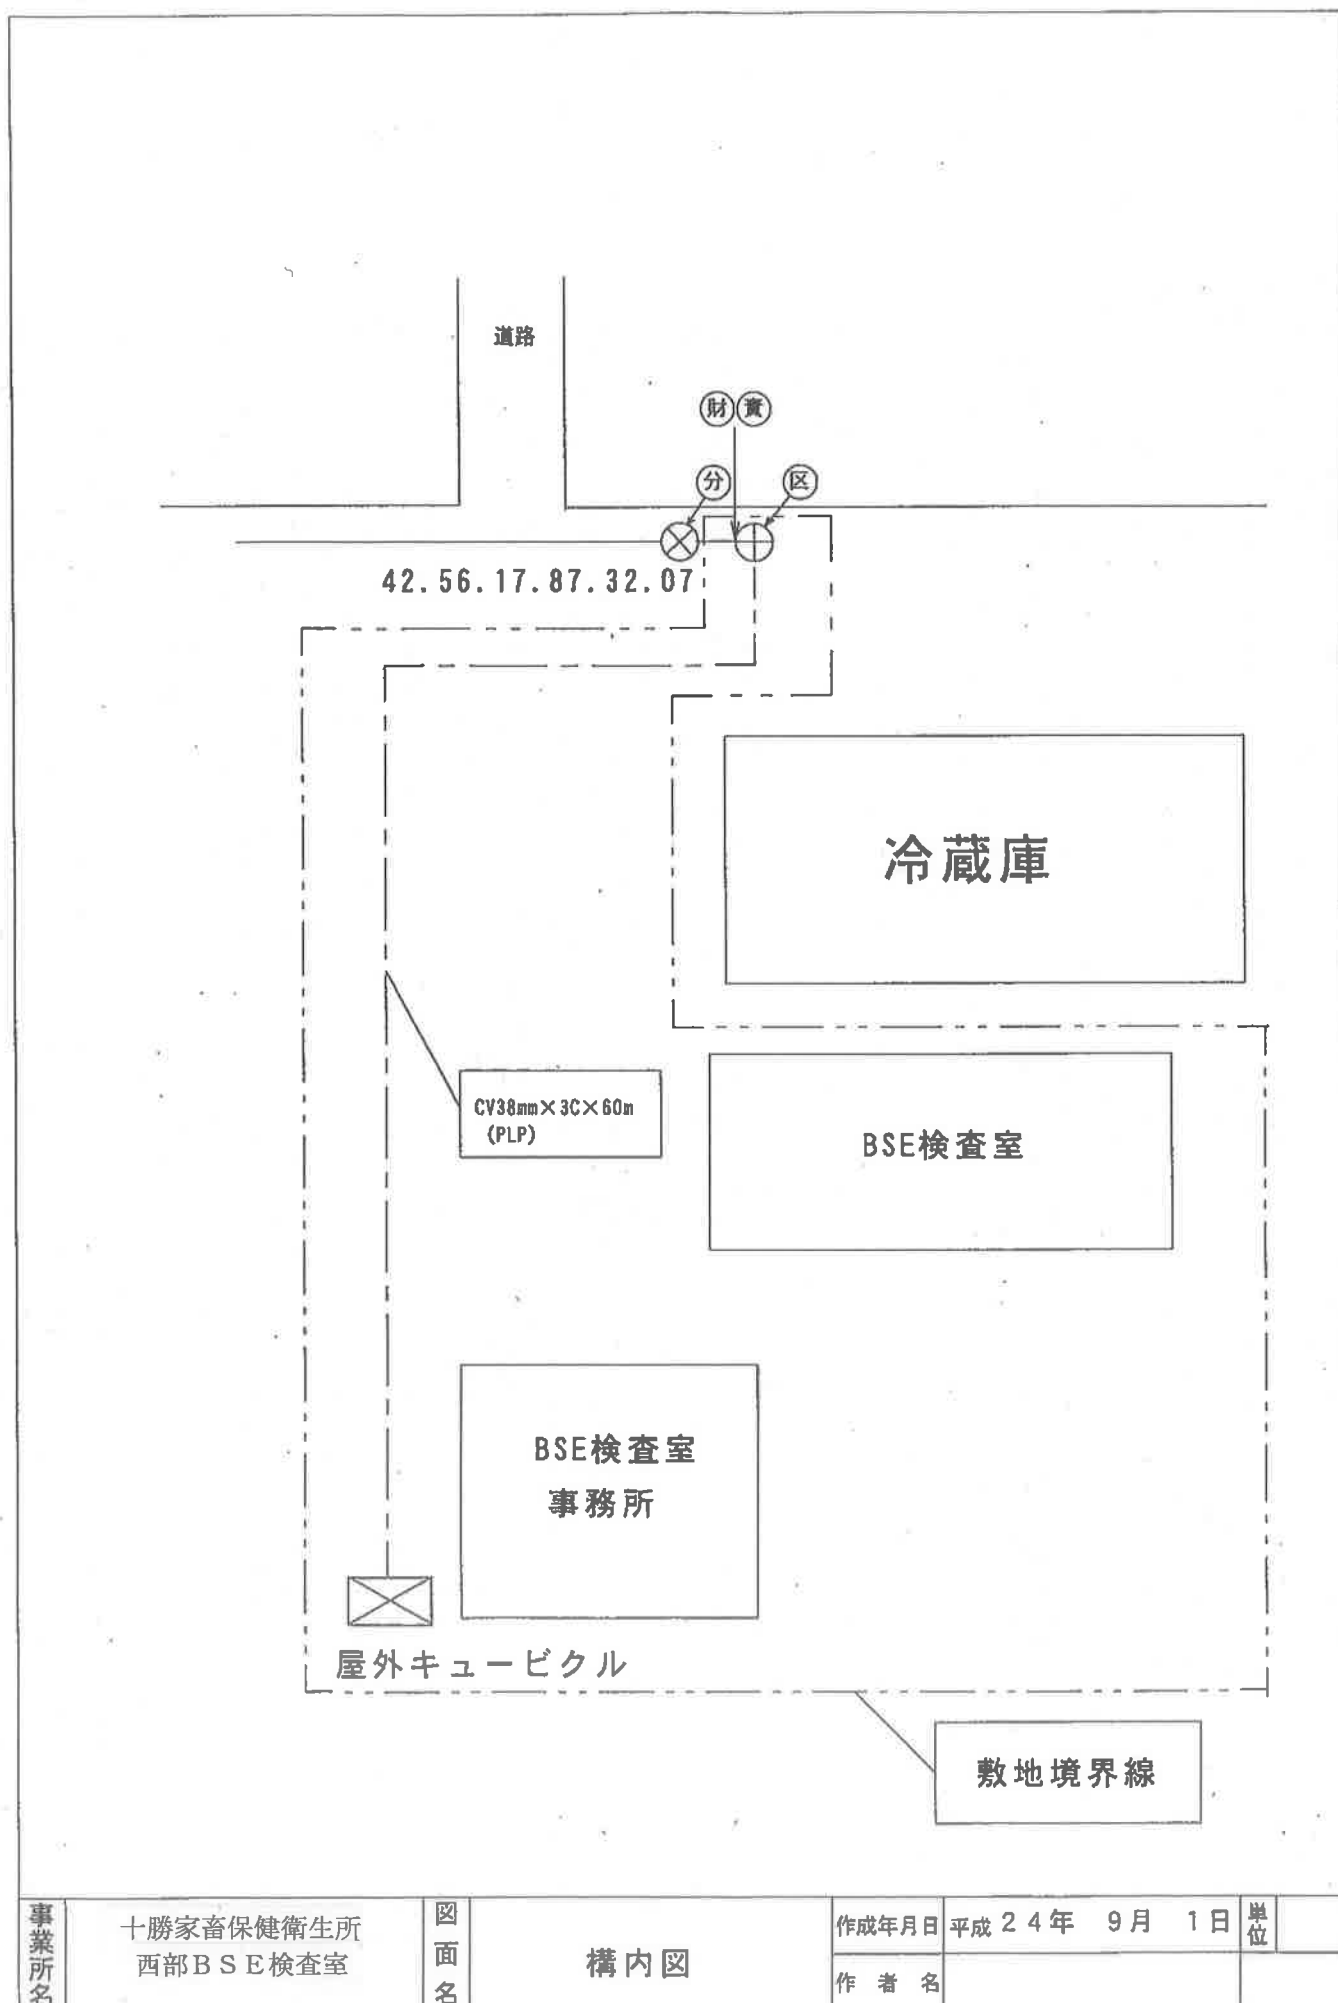 道路
財 責
分
区
42.56.17.87.32.07
冷蔵庫
CV38mm×3C×60m
(PLP)
BSE検査室
BSE検査室
事務所
屋外キュービクル
敷地境界線
事業所名
十勝家畜保健衛生所
西部BSE検査室
図面名
構内図
作成年月日
平成24年 9月 1日
単位
作者名